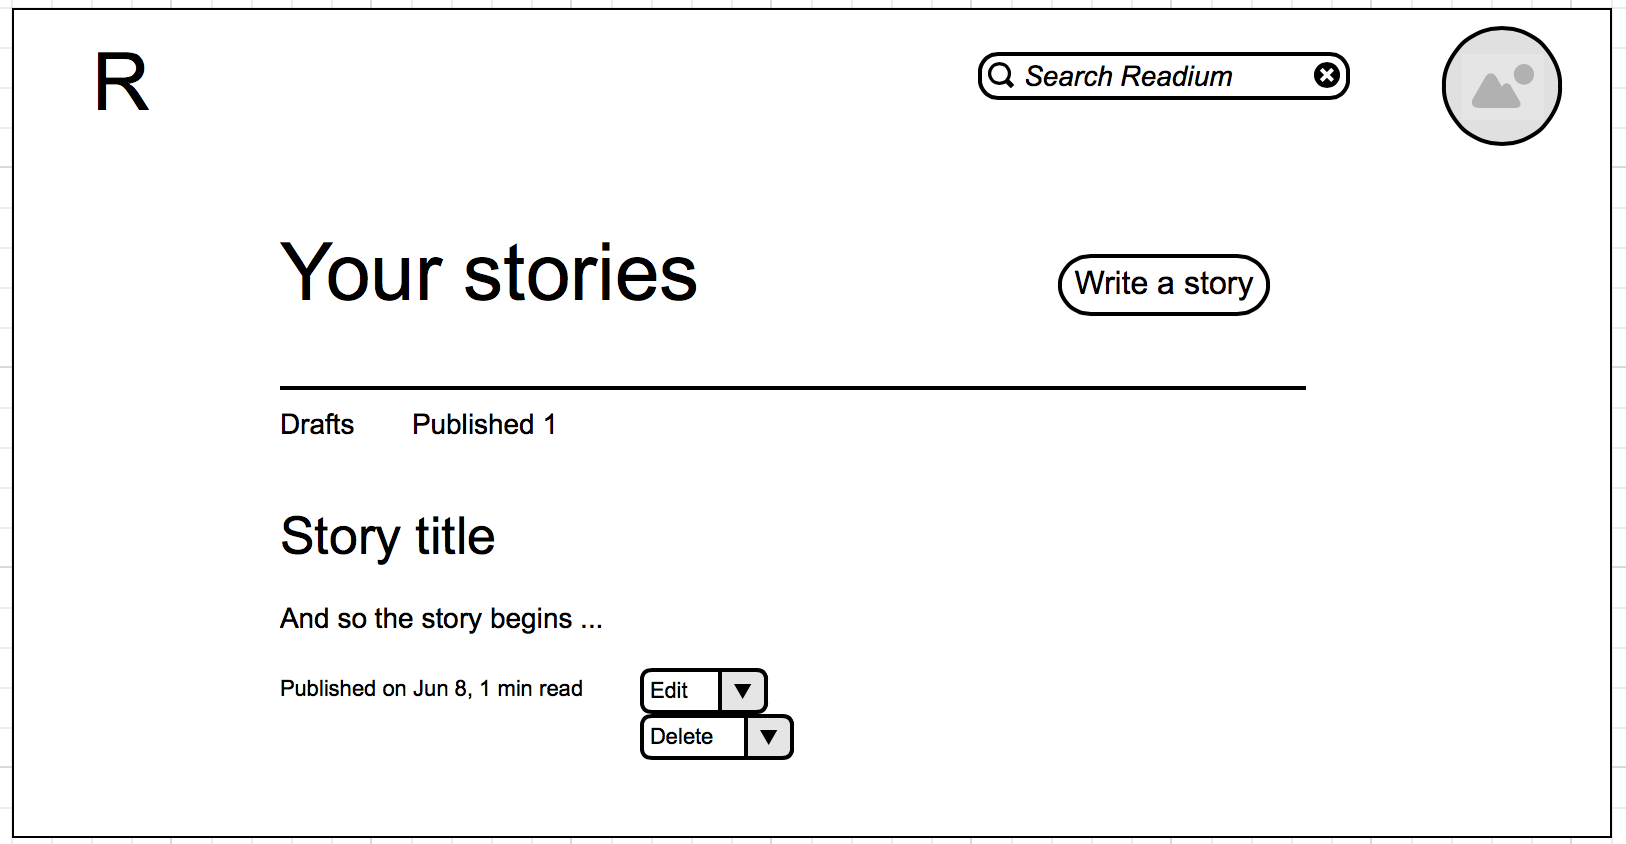 R
Search Readium
Your stories
Write a story
Drafts
Published 1
Story title
And so the story begins ...
Published on Jun 8, 1 min read
Edit
Delete